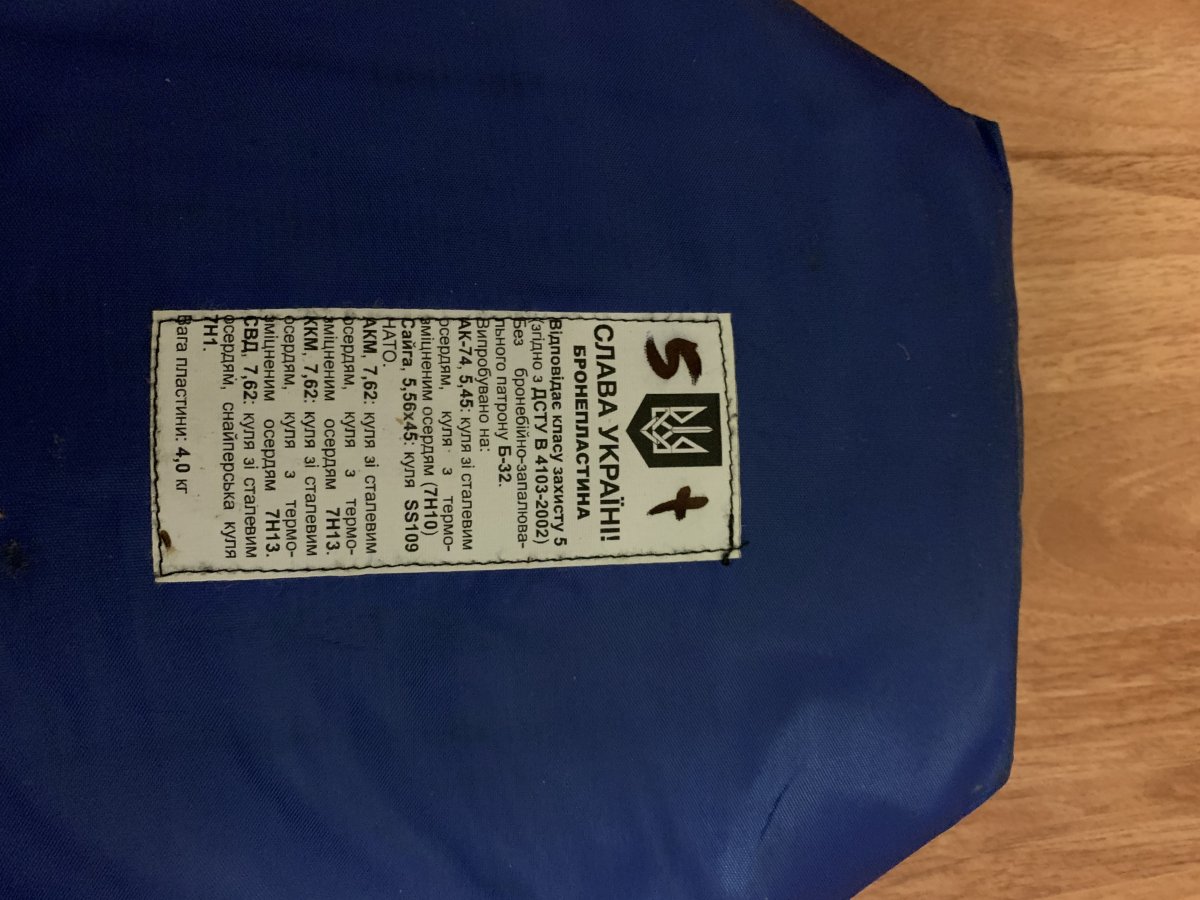 5 +
СЛАВА УКРАЇНІ!
БРОНЕПЛАСТИНА
Відповідає класу захисту 5
(згідно з ДСТУ В 4103-2002)
Без бронебійно-запалюва-
льного патрону Б-32.
Випробувано на:
АК-74, 5,45: куля зі сталевим
осердям, куля з термо-
зміцненим осердям (7Н10)
Сайга, 5,56х45: куля SS109
НАТО.
АКМ, 7,62: куля зі сталевим
осердям, куля з термо-
зміцненим осердям 7Н13.
ККМ, 7,62: куля зі сталевим
осердям, куля з термо-
зміцненим осердям 7Н13.
СВД, 7,62: куля зі сталевим
осердям, снайперська куля
7Н1.
Вага пластини: 4,0 кг